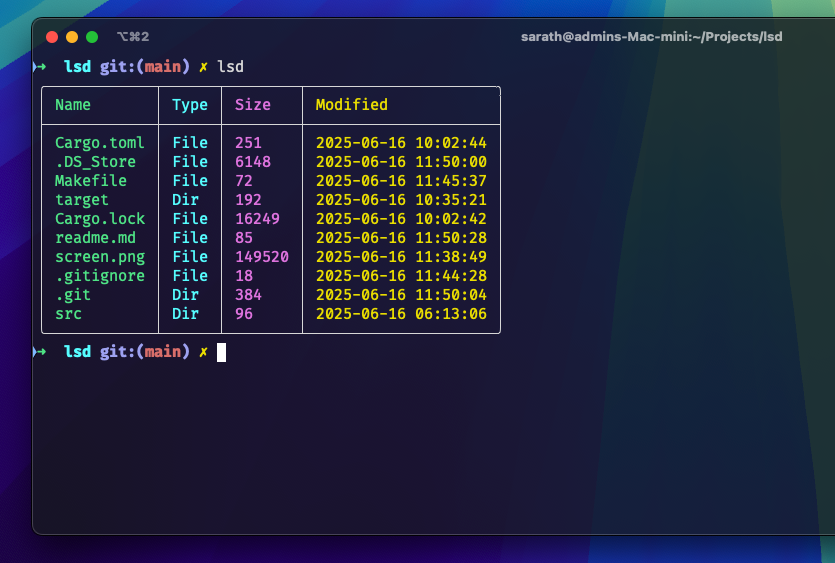 ⌥⌘2
sarath@admins-Mac-mini:~/Projects/lsd
→ lsd git:(main) ✗ lsd
Name Type Size Modified
Cargo.toml File 251 2025-06-16 10:02:44
.DS_Store File 6148 2025-06-16 11:50:00
Makefile File 72 2025-06-16 11:45:37
target Dir 192 2025-06-16 10:35:21
Cargo.lock File 16249 2025-06-16 10:02:42
readme.md File 85 2025-06-16 11:50:28
screen.png File 149520 2025-06-16 11:38:49
.gitignore File 18 2025-06-16 11:44:28
.git Dir 384 2025-06-16 11:50:04
src Dir 96 2025-06-16 06:13:06
→ lsd git:(main) ✗